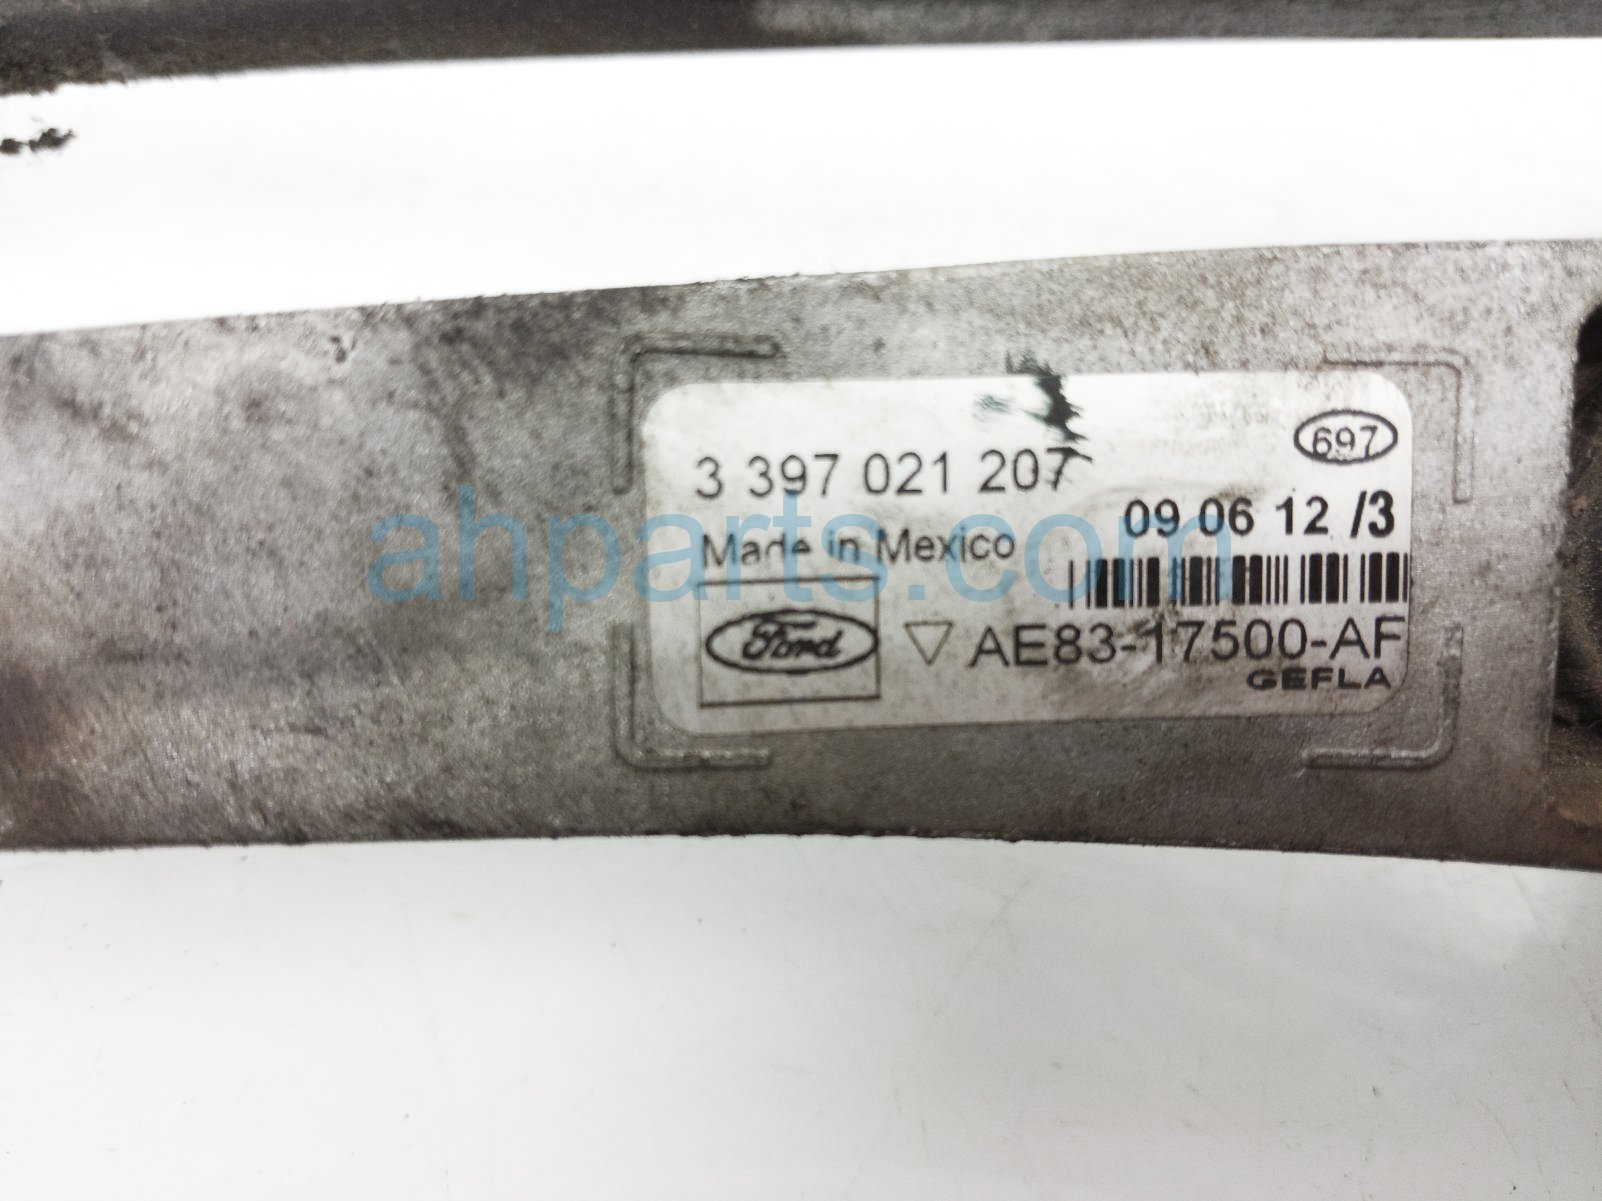 697
3 397 021 207
09 06 12 /3
Made in Mexico
Ford
AE83-17500-AF
GEFLA
ahparts.com